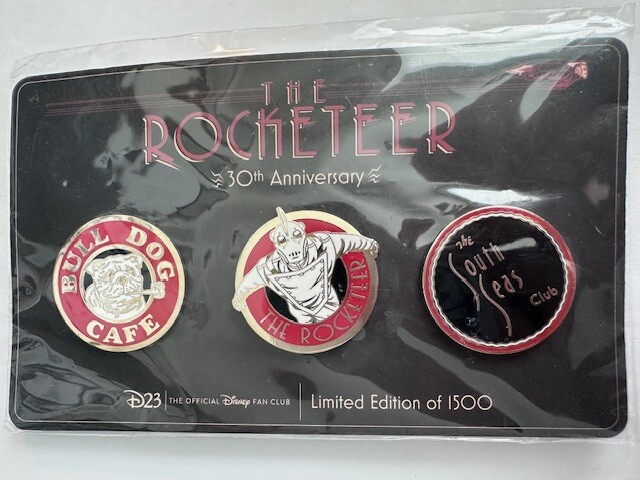 THE
ROCKETEER
30th Anniversary
BULL DOG
CAFE
THE ROCKETEER
The
South
Seas
Club
D23 THE OFFICIAL Disney FAN CLUB Limited Edition of 1500